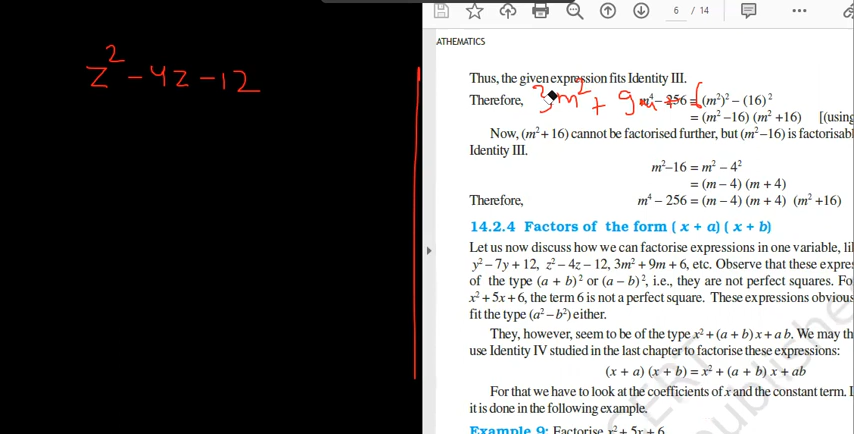 z² – 4z – 12
6 / 14
ATHEMATICS
Thus, the given expression fits Identity III.
3m² + 9m + 6
Therefore, m⁴ – 256 = (m²)² – (16)²
= (m² –16) (m² +16) [(using
Now, (m² + 16) cannot be factorised further, but (m² –16) is factorisab
Identity III.
m²–16 = m² – 4²
= (m – 4) (m + 4)
Therefore m⁴ – 256 = (m – 4) (m + 4) (m² +16)
14.2.4 Factors of the form ( x + a) ( x + b)
Let us now discuss how we can factorise expressions in one variable, li
y² – 7y + 12, z² – 4z – 12, 3m² + 9m + 6, etc. Observe that these expre
of the type (a + b)² or (a – b)², i.e., they are not perfect squares. Fo
x² + 5x + 6, the term 6 is not a perfect square. These expressions obvious
fit the type (a² – b²) either.
They, however, seem to be of the type x² + (a + b) x + a b. We may th
use Identity IV studied in the last chapter to factorise these expressions:
(x + a) (x + b) = x² + (a + b) x + ab
For that we have to look at the coefficients of x and the constant term. L
it is done in the following example.
Example 9: Factorise x² + 5x + 6